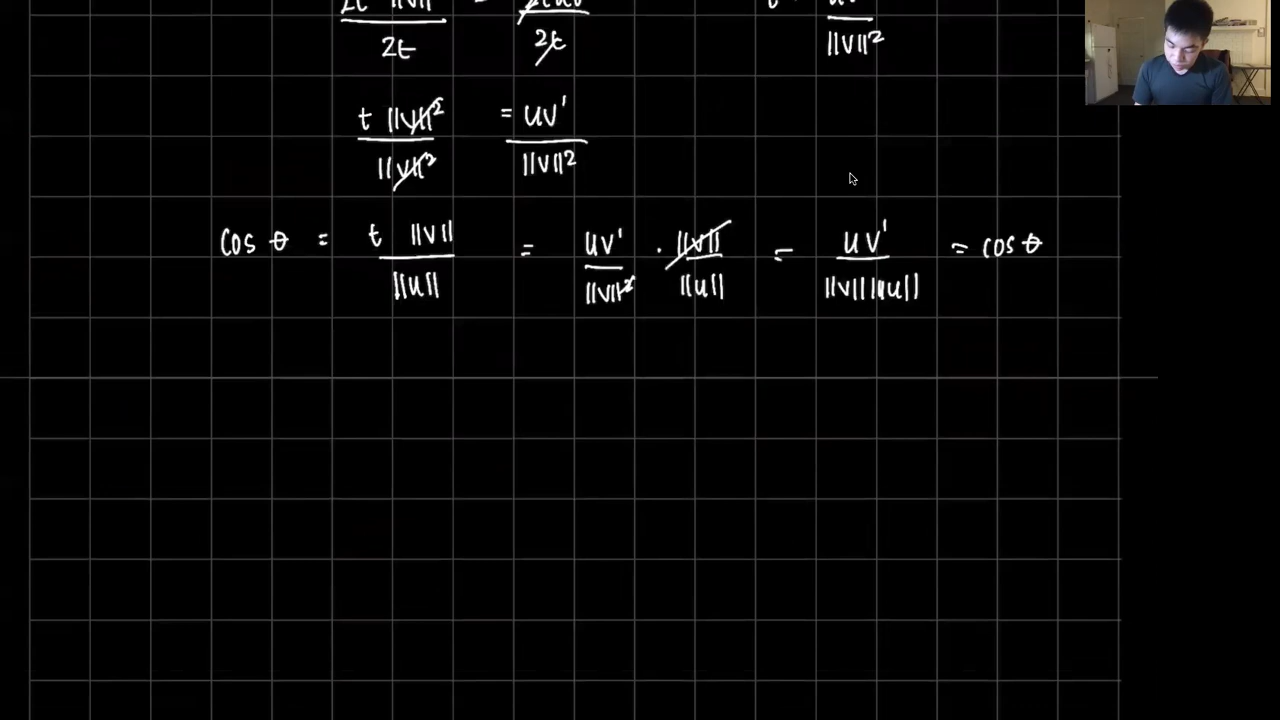 2t 2t
||v||²
t ||v||² = uv'
||v||² ||v||²
cos θ = t ||v|| / ||u|| = uv' / ||v||² · ||v|| / ||u|| = uv' / ||v|| ||u|| = cos θ